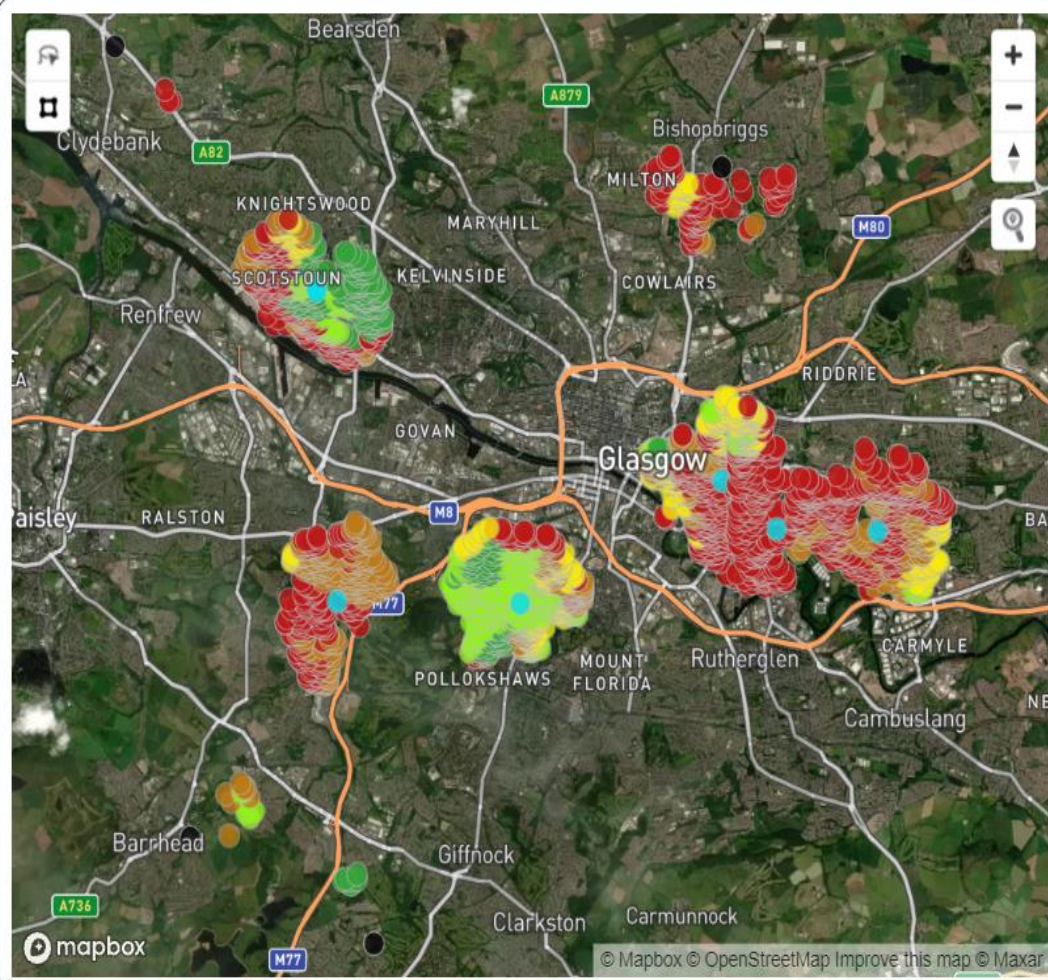 Bearsden
A879
Bishopbriggs
Clydebank
A82
MILTON
KNIGHTSWOOD
MARYHILL
M80
SCOTSTOUN
KELVINSIDE
COWLAIRS
Renfrew
LA
RIDDRIE
GOVAN
Glasgow
M8
RALSTON
Paisley
BA
M77
MOUNT
FLORIDA
POLLOKSHAWS
Rutherglen
CARMYLE
NE
Cambuslang
Barrhead
Giffnock
A736
Clarkston
Carmunnock
mapbox
M77
© Mapbox © OpenStreetMap Improve this map © Maxar